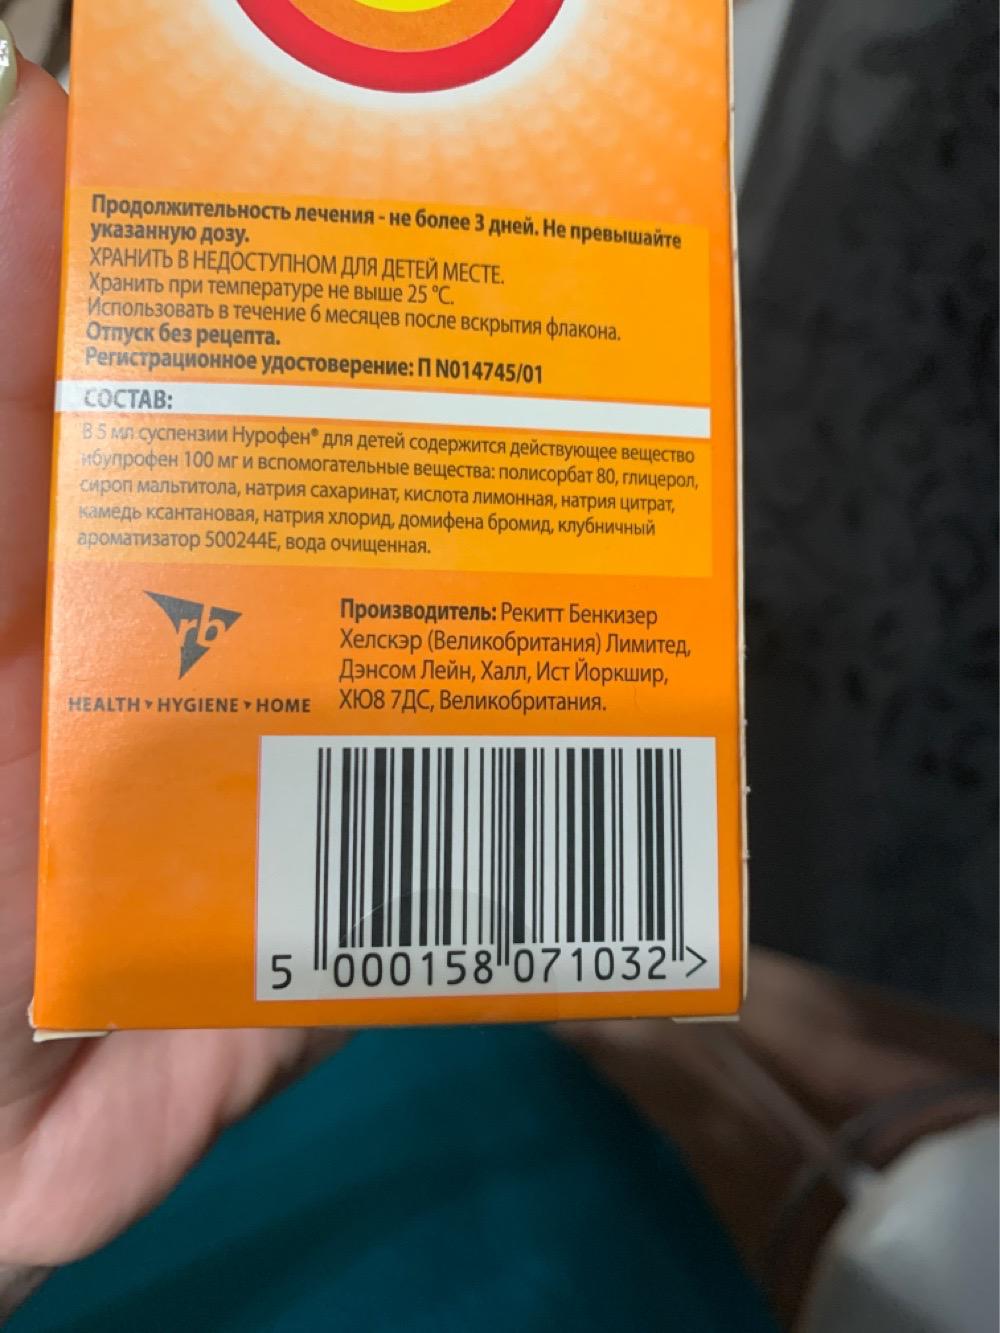 Продолжительность лечения - не более 3 дней. Не превышайте
указанную дозу.
ХРАНИТЬ В НЕДОСТУПНОМ ДЛЯ ДЕТЕЙ МЕСТЕ.
Хранить при температуре не выше 25 °C.
Использовать в течение 6 месяцев после вскрытия флакона.
Отпуск без рецепта.
Регистрационное удостоверение: П N014745/01
СОСТАВ:
В 5 мл суспензии Нурофен® для детей содержится действующее вещество
ибупрофен 100 мг и вспомогательные вещества: полисорбат 80, глицерол,
сироп мальтитола, натрия сахаринат, кислота лимонная, натрия цитрат,
камедь ксантановая, натрия хлорид, домифена бромид, клубничный
ароматизатор 500244Е, вода очищенная.
rb
HEALTH HYGIENE HOME
Производитель: Рекитт Бенкизер
Хелскэр (Великобритания) Лимитед,
Дэнсом Лейн, Халл, Ист Йоркшир,
ХЮ8 7ДС, Великобритания.
5 000158 071032 >